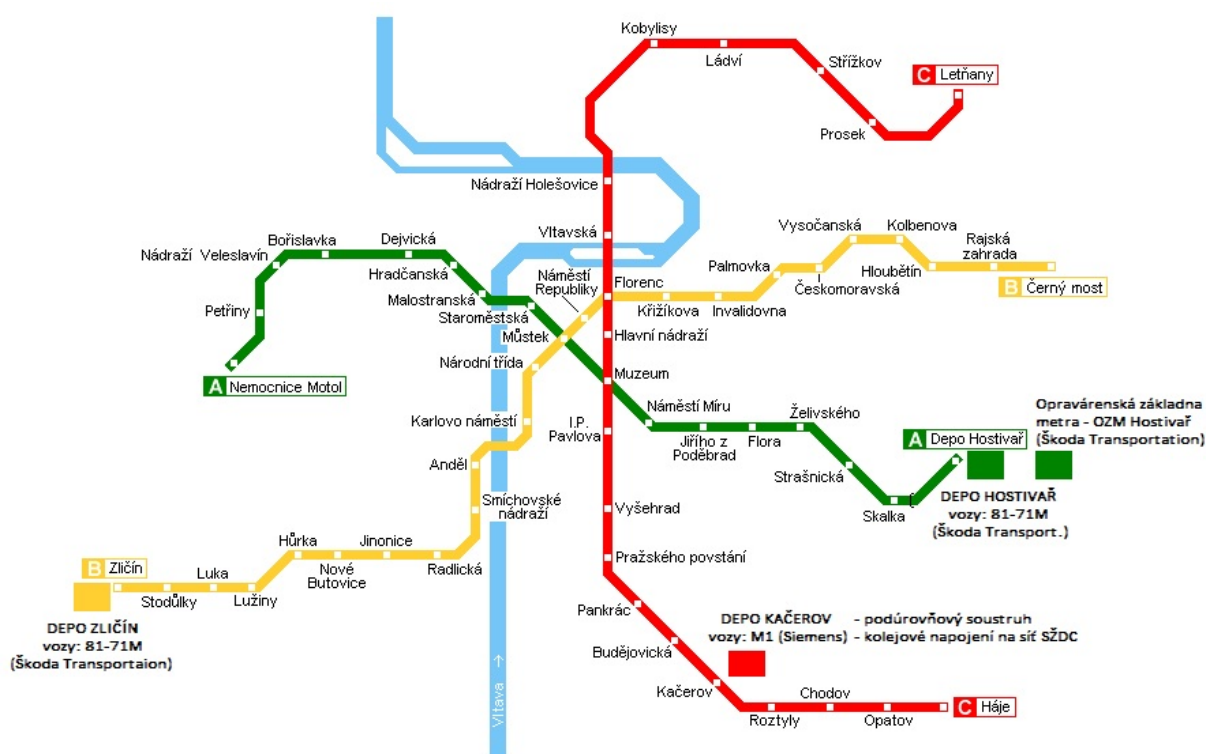 Kobylisy
Ládví
Střížkov
C Letňany
Prosek
Nádraží Holešovice
Vltavská
Nádraží Veleslavín
Bořislavka
Dejvická
Hradčanská
Petřiny
Malostranská
Staroměstská
Náměstí
Republiky
Florenc
Můstek
A Nemocnice Motol
Křižíkova
Invalidovna
Palmovka
Českomoravská
Vysočanská
Kolbenova
Hloubětín
Rajská
zahrada
B Černý most
Národní třída
Hlavní nádraží
Muzeum
Karlovo náměstí
I.P.
Pavlova
Náměstí Míru
Jiřího z
Poděbrad
Flora
Želivského
Strašnická
Skalka
A Depo Hostivař
Opravárenská základna
metra - OZM Hostivař
(Škoda Transportation)
DEPO HOSTIVAŘ
vozy: 81-71M
(Škoda Transport.)
Anděl
Smíchovské
nádraží
Vyšehrad
Pražského povstání
Hůrka
Jinonice
Nové
Butovice
Radlická
B Zličín
Luka
Stodůlky
Lužiny
DEPO ZLIČÍN
vozy: 81-71M
(Škoda Transportaion)
Pankrác
Budějovická
Kačerov
DEPO KAČEROV - podúrovňový soustruh
vozy: M1 (Siemens) - kolejové napojení na síť SŽDC
Vltava →
Roztyly
Chodov
Opatov
C Háje